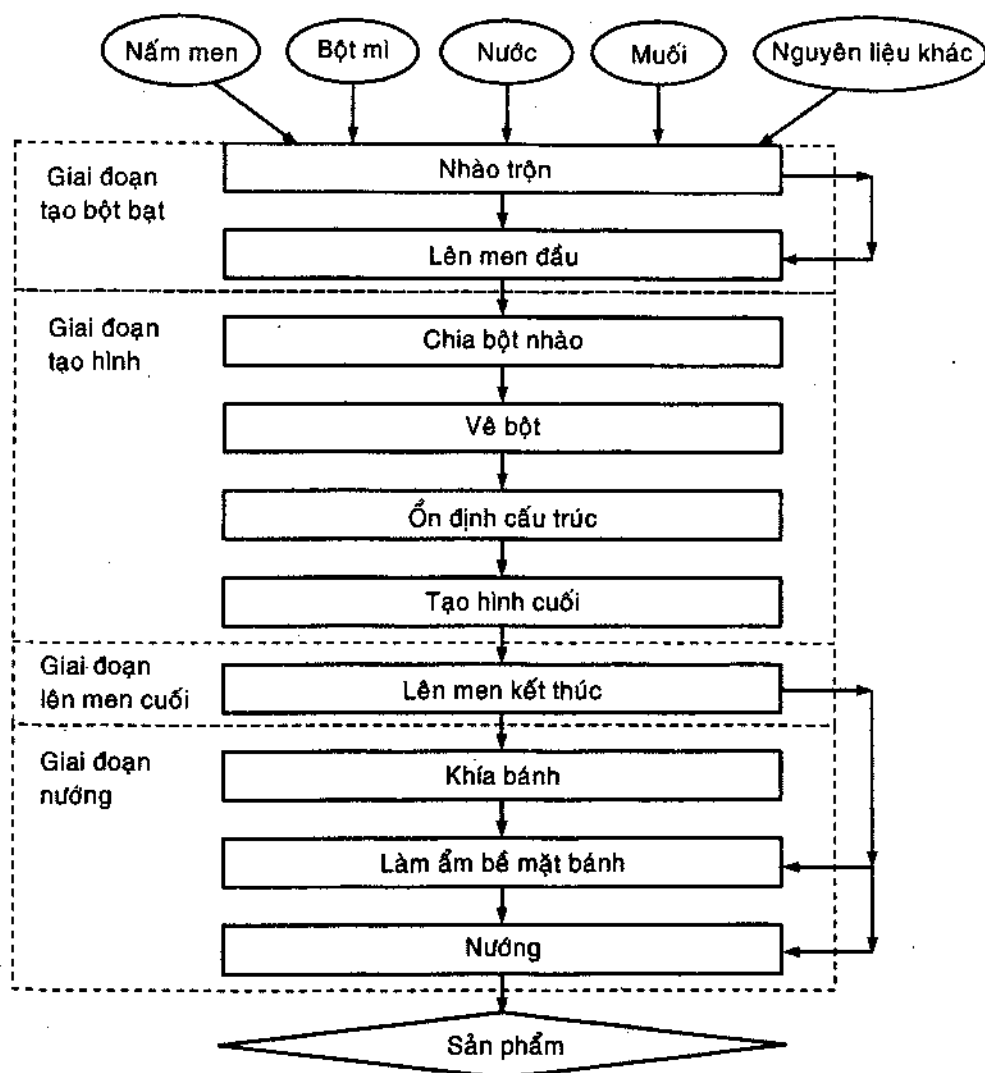 Nấm men
Bột mì
Nước
Muối
Nguyên liệu khác
Giai đoạn
tạo bột bạt
Nhào trộn
Lên men đầu
Giai đoạn
tạo hình
Chia bột nhào
Vê bột
Ổn định cấu trúc
Tạo hình cuối
Giai đoạn
lên men cuối
Lên men kết thúc
Giai đoạn
nướng
Khía bánh
Làm ẩm bề mặt bánh
Nướng
Sản phẩm